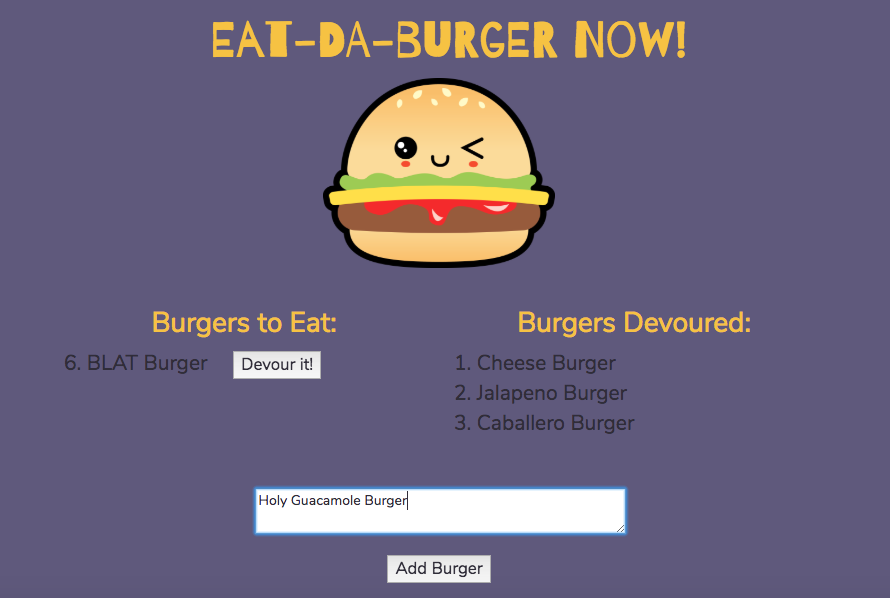 EAT-DA-BURGER NOW!
Burgers to Eat:
6. BLAT Burger
Devour it!
Burgers Devoured:
1. Cheese Burger
2. Jalapeno Burger
3. Caballero Burger
Holy Guacamole Burger
Add Burger